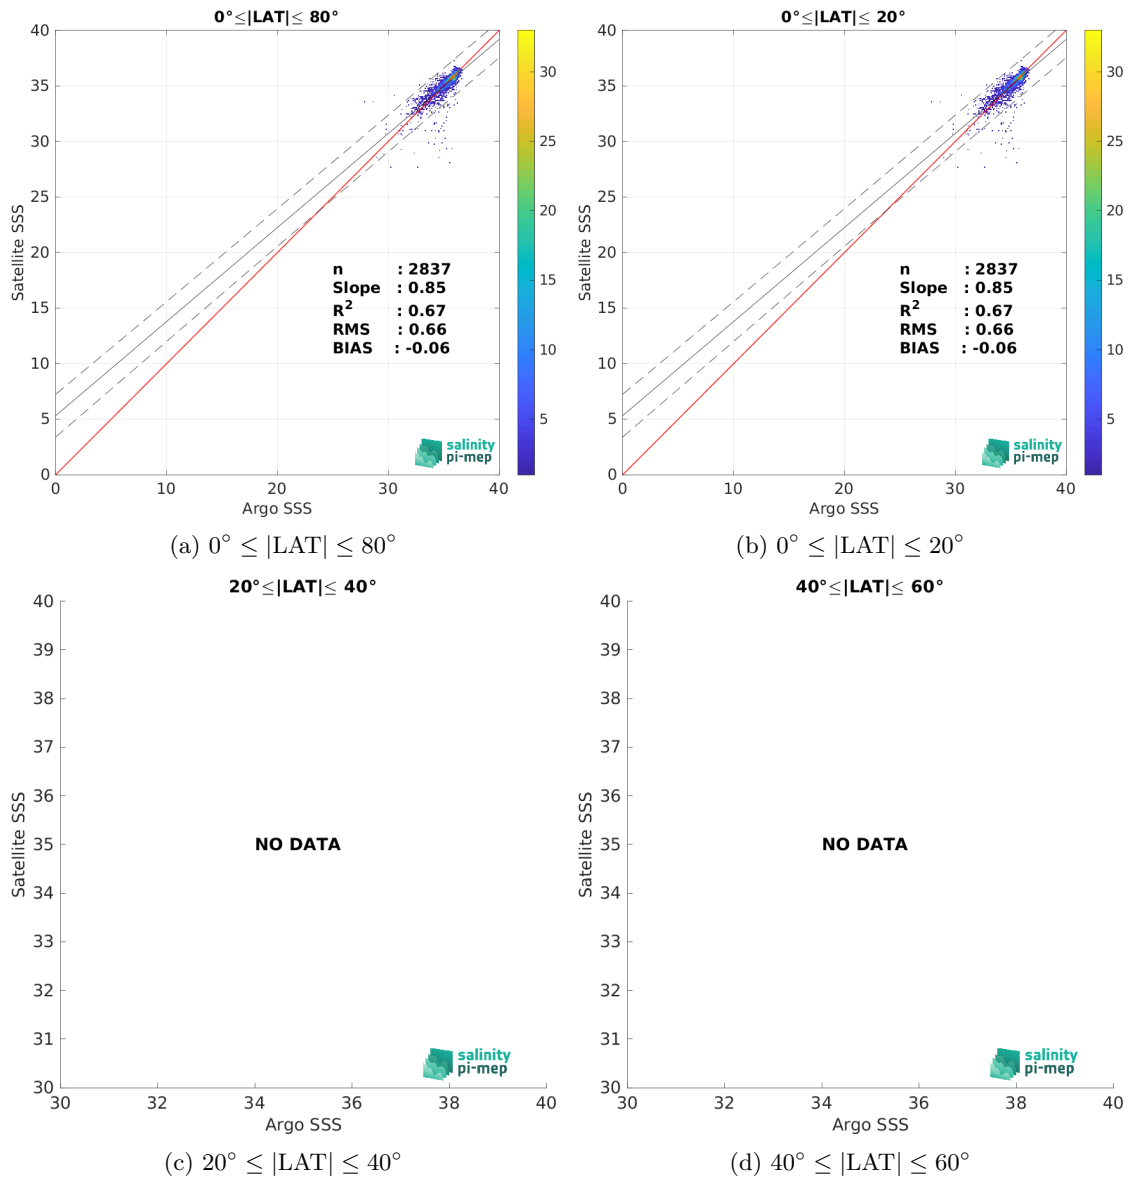 0°≤|LAT|≤ 80°
40
35
30
25
20
15
10
5
0
Satellite SSS
0
10
20
30
40
Argo SSS
30
25
20
15
10
5
n : 2837
Slope : 0.85
R² : 0.67
RMS : 0.66
BIAS : -0.06
salinity
pi-mep
(a) 0° ≤ |LAT| ≤ 80°
0°≤|LAT|≤ 20°
40
35
30
25
20
15
10
5
0
Satellite SSS
0
10
20
30
40
Argo SSS
30
25
20
15
10
5
n : 2837
Slope : 0.85
R² : 0.67
RMS : 0.66
BIAS : -0.06
salinity
pi-mep
(b) 0° ≤ |LAT| ≤ 20°
20°≤|LAT|≤ 40°
40
39
38
37
36
35
34
33
32
31
30
Satellite SSS
NO DATA
salinity
pi-mep
30
32
34
36
38
40
Argo SSS
(c) 20° ≤ |LAT| ≤ 40°
40°≤|LAT|≤ 60°
40
39
38
37
36
35
34
33
32
31
30
Satellite SSS
NO DATA
salinity
pi-mep
30
32
34
36
38
40
Argo SSS
(d) 40° ≤ |LAT| ≤ 60°